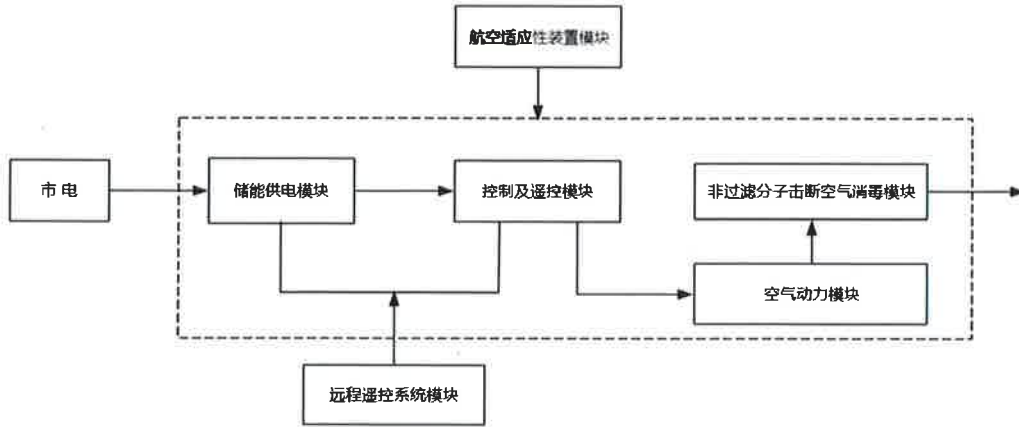 航空适应性装置模块
市电
储能供电模块
控制及遥控模块
非过滤分子击断空气消毒模块
空气动力模块
远程遥控系统模块